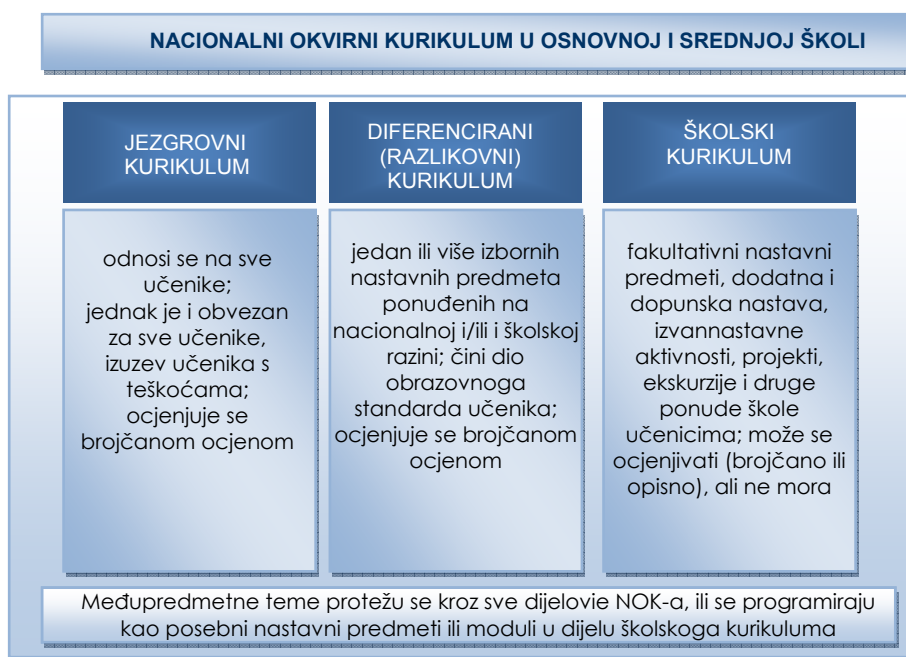 NACIONALNI OKVIRNI KURIKULUM U OSNOVNOJ I SREDNJOJ ŠKOLI
JEZGROVNI
KURIKULUM
odnosi se na sve
učenike;
jednak je i obvezan
za sve učenike,
izuzev učenika s
teškoćama;
ocjenjuje se
brojčanom ocjenom
DIFERENCIRANI
(RAZLIKOVNI)
KURIKULUM
jedan ili više izbornih
nastavnih predmeta
ponuđenih na
nacionalnoj i/ili i školskoj
razini; čini dio
obrazovnoga
standarda učenika;
ocjenjuje se brojčanom
ocjenom
ŠKOLSKI
KURIKULUM
fakultativni nastavni
predmeti, dodatna i
dopunska nastava,
izvannastavne
aktivnosti, projekti,
ekskurzije i druge
ponude škole
učenicima; može se
ocjenjivati (brojčano ili
opisno), ali ne mora
Međupredmetne teme protežu se kroz sve dijelovie NOK-a, ili se programiraju
kao posebni nastavni predmeti ili moduli u dijelu školskoga kurikuluma